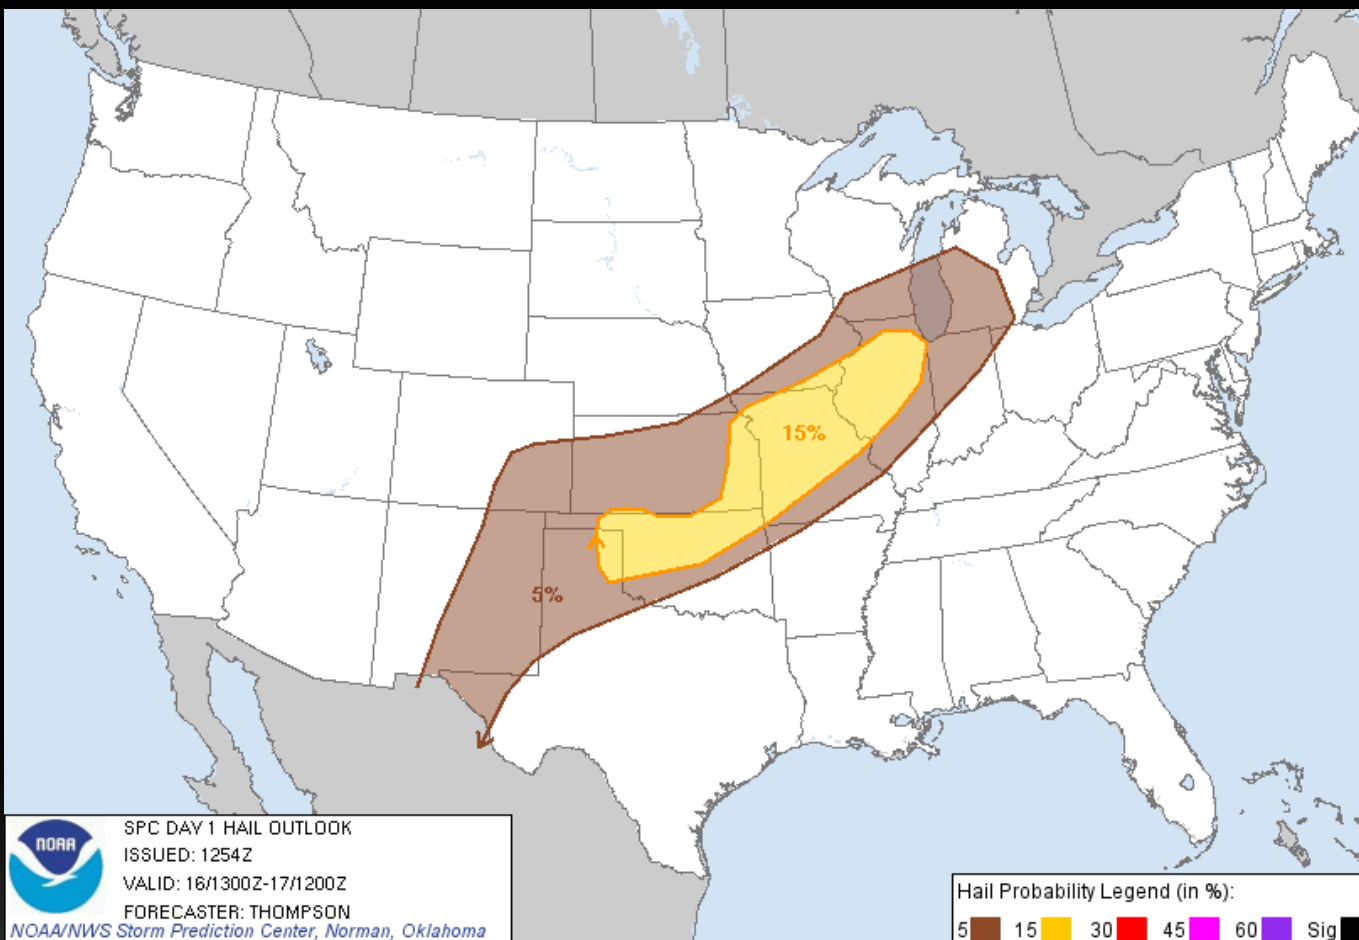 15%
5%
NOAA
SPC DAY 1 HAIL OUTLOOK
ISSUED: 1254Z
VALID: 16/1300Z-17/1200Z
FORECASTER: THOMPSON
NOAA/NWS Storm Prediction Center, Norman, Oklahoma
Hail Probability Legend (in %):
5 15 30 45 60 Sig